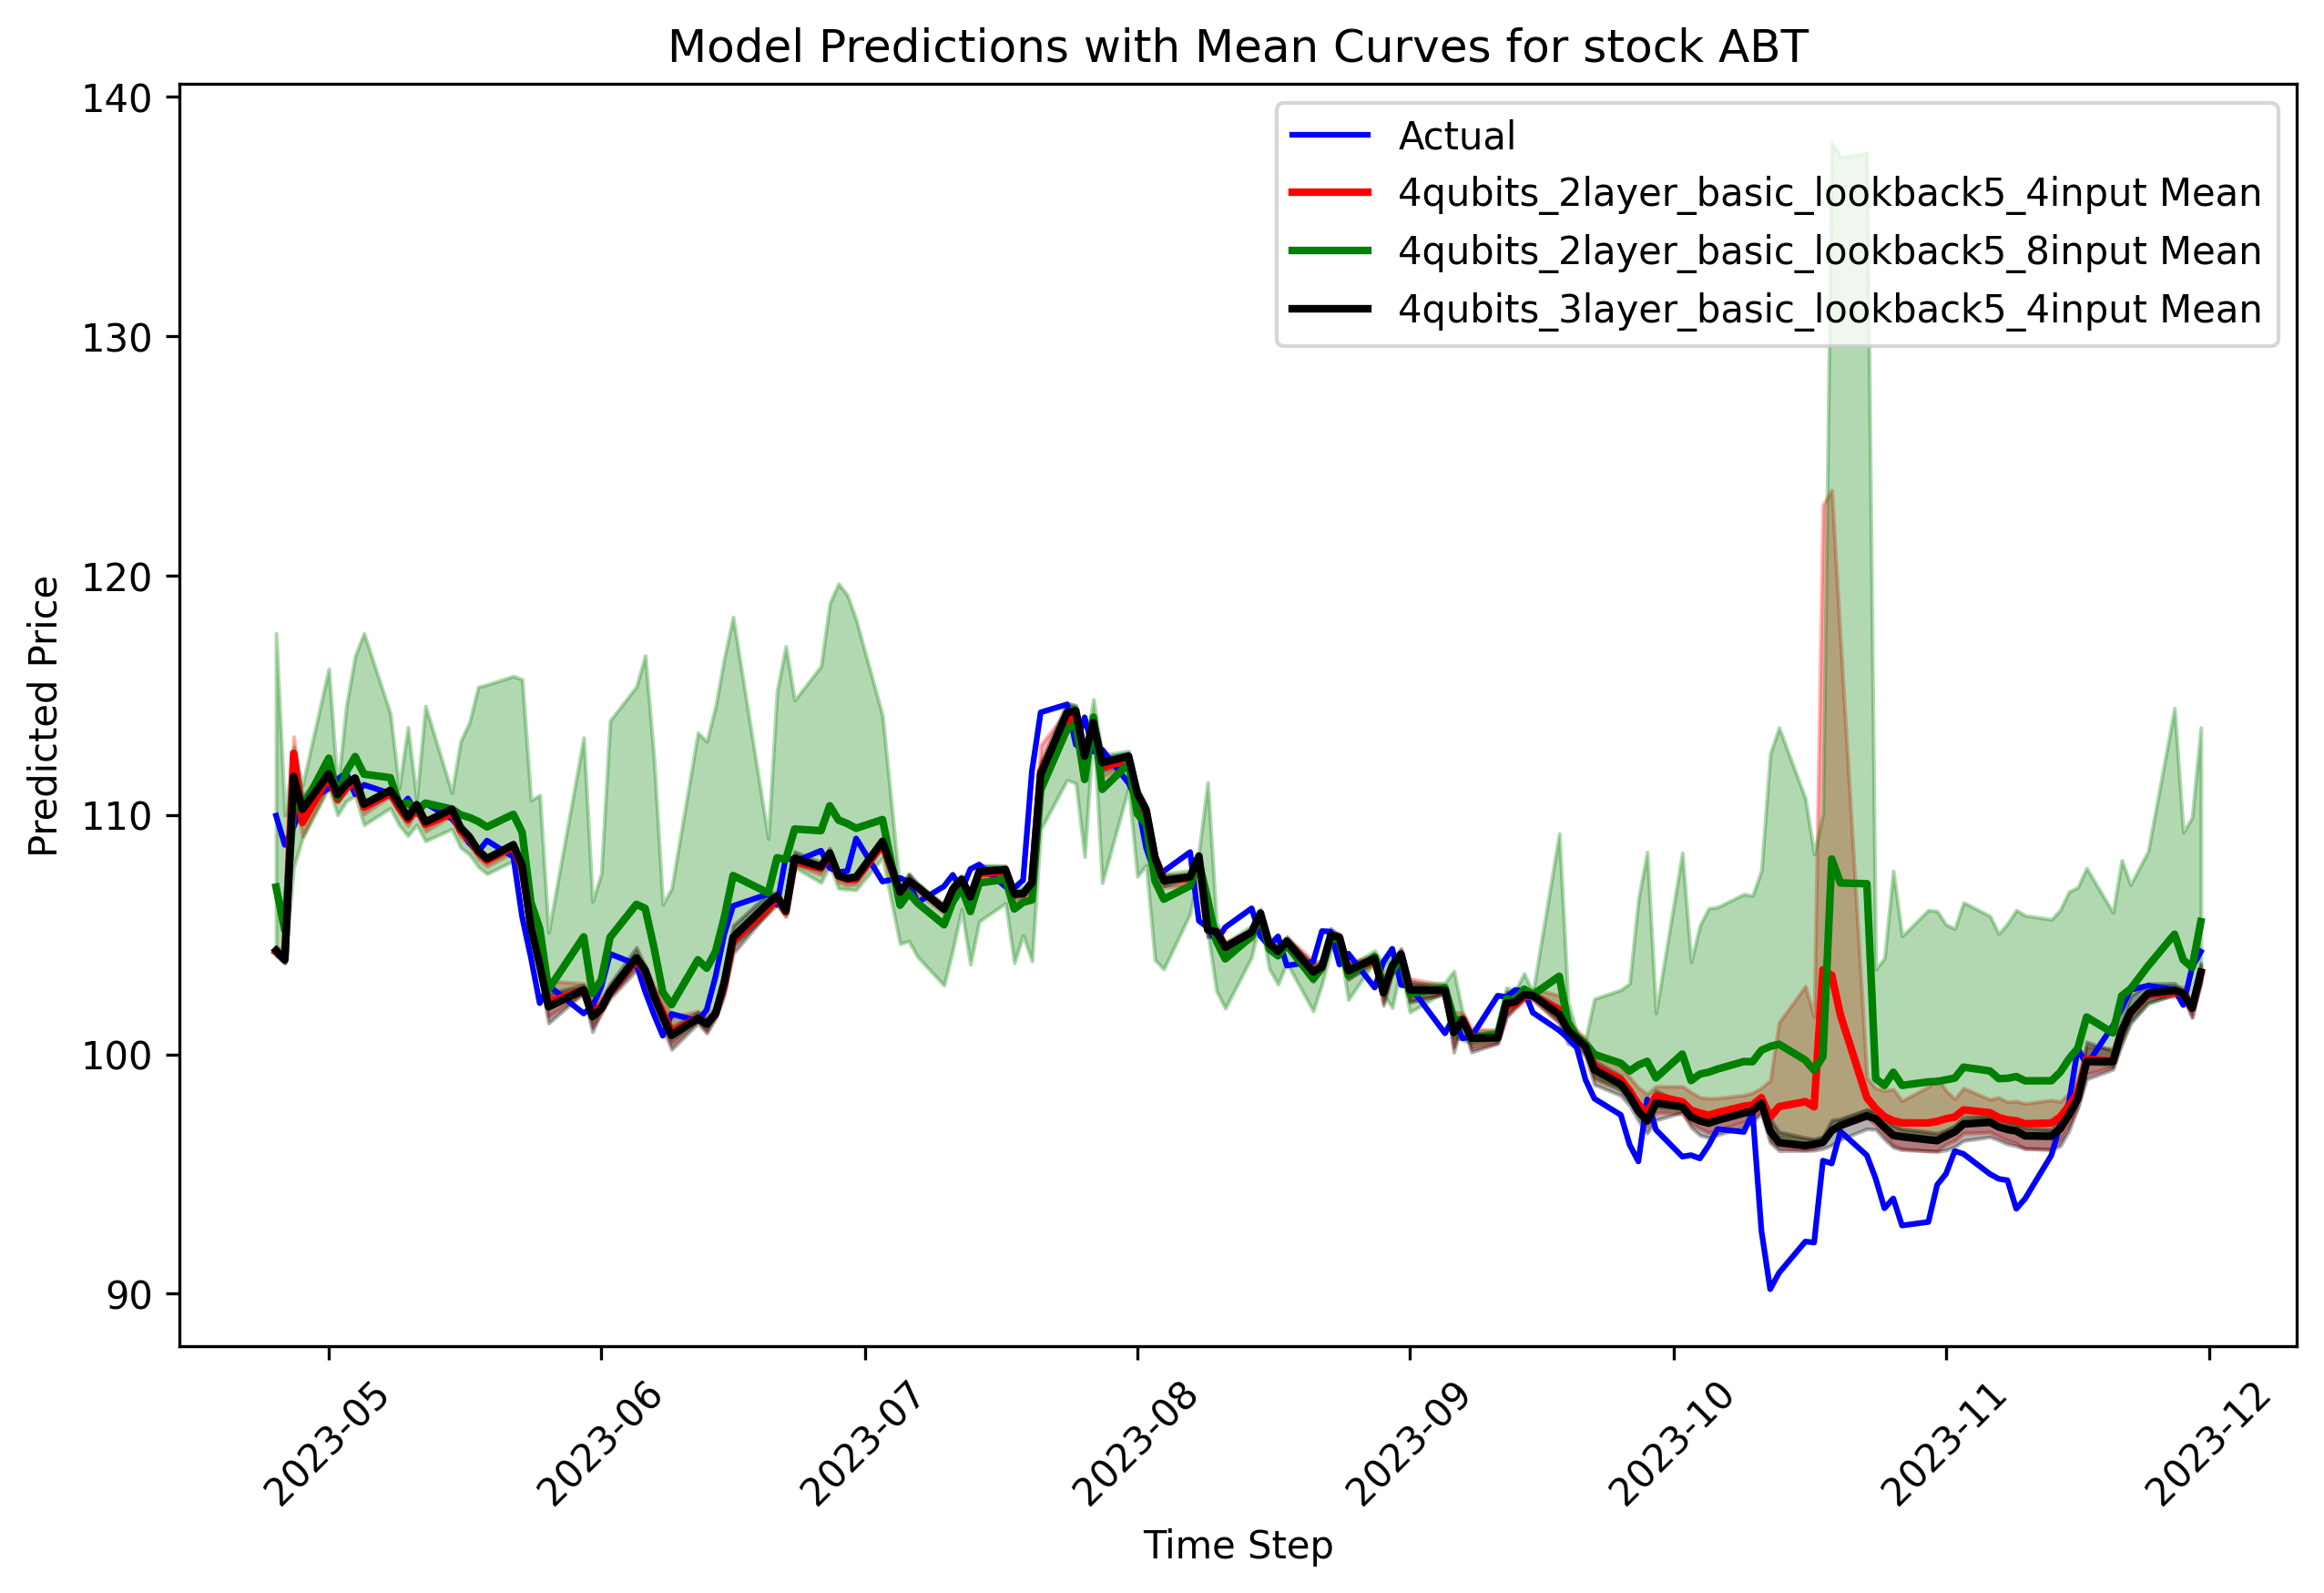 Model Predictions with Mean Curves for stock ABT
Actual
4qubits_2layer_basic_lookback5_4input Mean
4qubits_2layer_basic_lookback5_8input Mean
4qubits_3layer_basic_lookback5_4input Mean
Predicted Price
140
130
120
110
100
90
2023-05
2023-06
2023-07
2023-08
2023-09
2023-10
2023-11
2023-12
Time Step